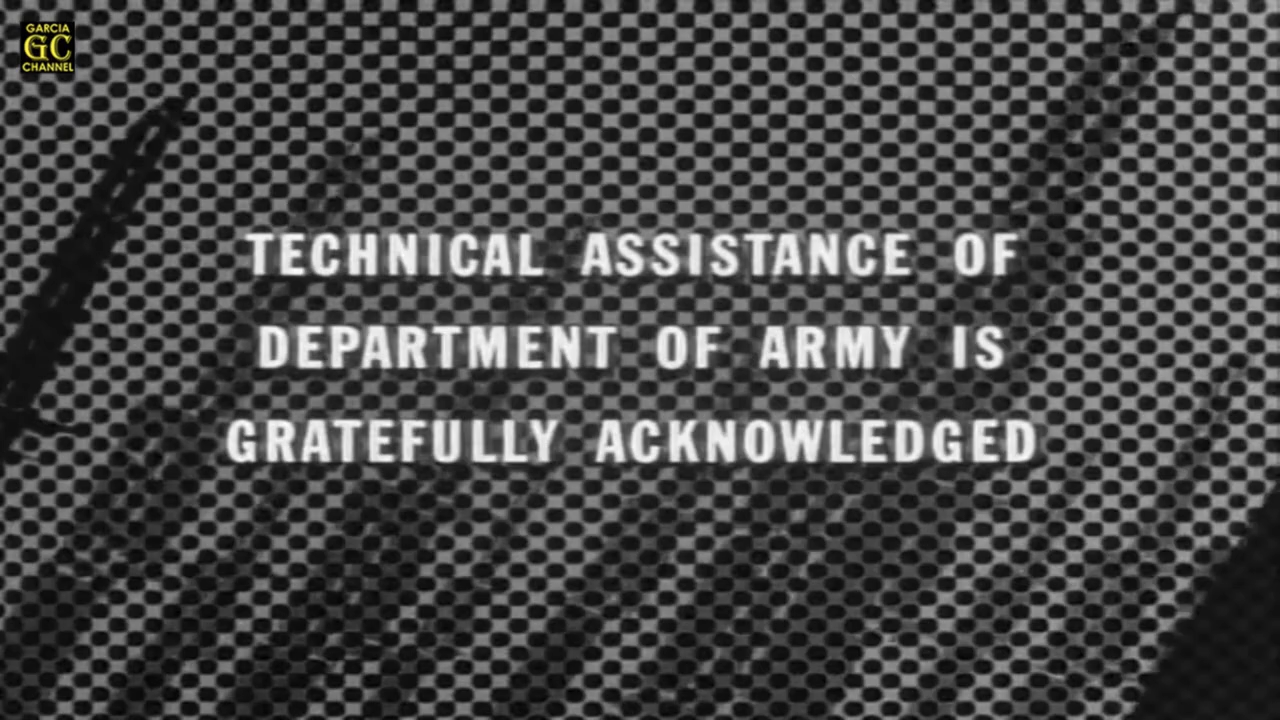 GARCIA
GC
CHANNEL
TECHNICAL ASSISTANCE OF
DEPARTMENT OF ARMY IS
GRATEFULLY ACKNOWLEDGED